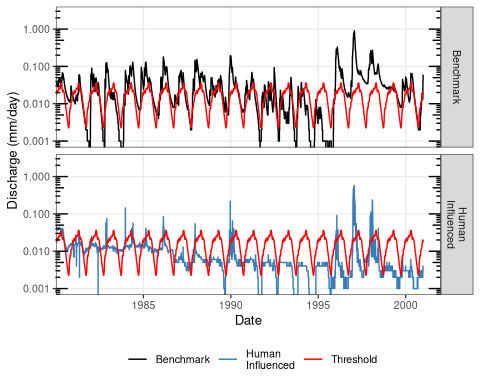 1.000
0.100
0.010
0.001
Benchmark
1.000
0.100
0.010
0.001
Human
Influenced
Discharge (mm/day)
1985
1990
1995
2000
Date
Benchmark
Human
Influenced
Threshold